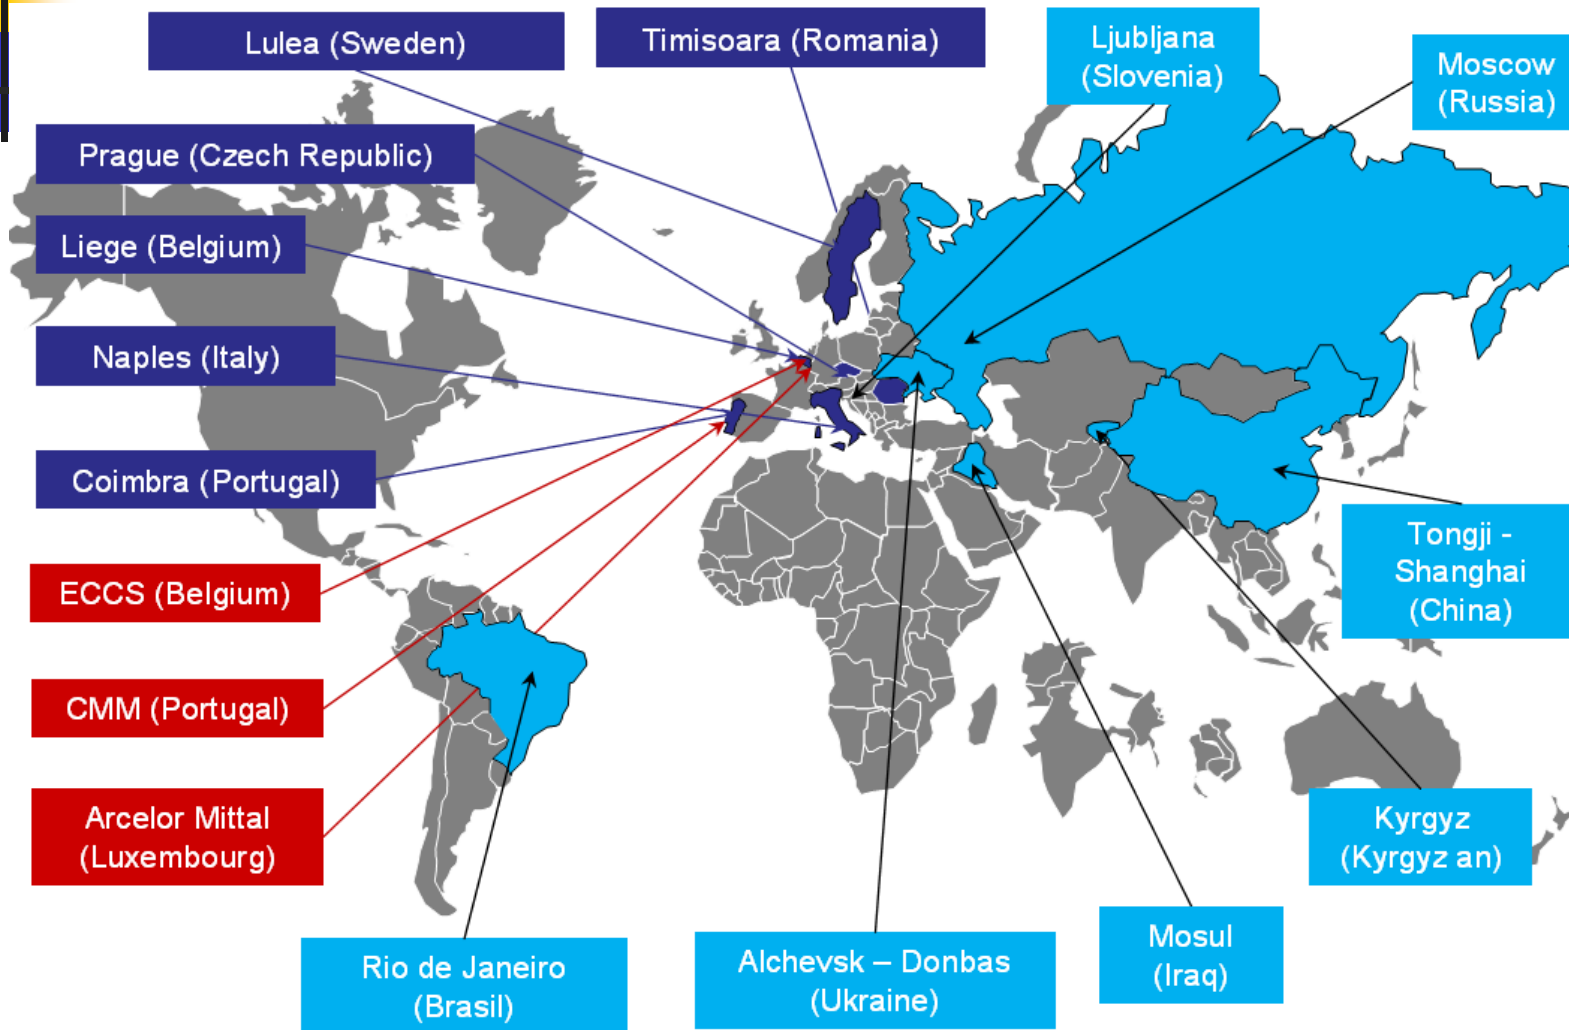 Lulea (Sweden)
Timisoara (Romania)
Ljubljana
(Slovenia)
Moscow
(Russia)
Prague (Czech Republic)
Liege (Belgium)
Naples (Italy)
Coimbra (Portugal)
Tongji -
Shanghai
(China)
ECCS (Belgium)
CMM (Portugal)
Arcelor Mittal
(Luxembourg)
Kyrgyz
(Kyrgyz an)
Rio de Janeiro
(Brasil)
Alchevsk – Donbas
(Ukraine)
Mosul
(Iraq)